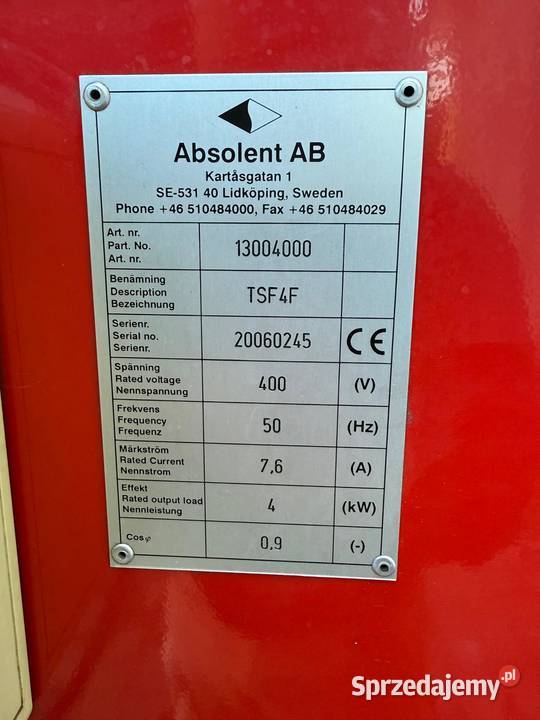 Absolent AB
Kartåsgatan 1
SE-531 40 Lidköping, Sweden
Phone +46 510484000, Fax +46 510484029
Art. nr.
Part. No.
Art. nr.
13004000
Benämning
Description
Bezeichnung
TSF4F
Serienr.
Serial no.
Serienr.
20060245
CE
Spänning
Rated voltage
Nennspannung
400
(V)
Frekvens
Frequency
Frequenz
50
(Hz)
Märkström
Rated Current
Nennstrom
7,6
(A)
Effekt
Rated output load
Nennleistung
4
(kW)
Cosφ
0,9
(-)
Sprzedajemy.pl